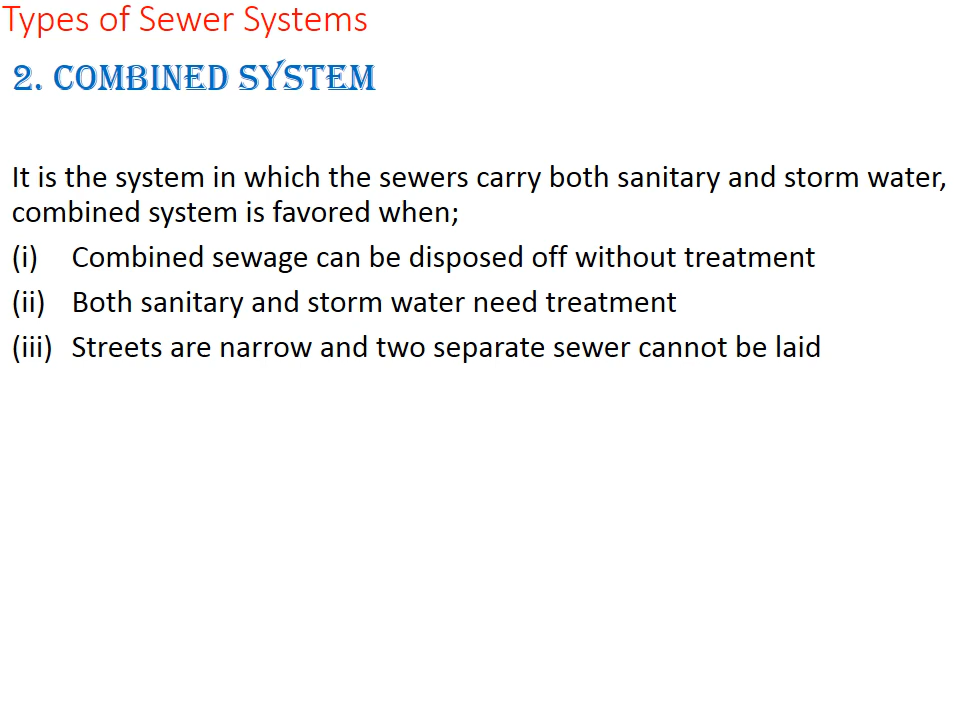 Types of Sewer Systems
2. COMBINED SYSTEM
It is the system in which the sewers carry both sanitary and storm water,
combined system is favored when;
(i) Combined sewage can be disposed off without treatment
(ii) Both sanitary and storm water need treatment
(iii) Streets are narrow and two separate sewer cannot be laid